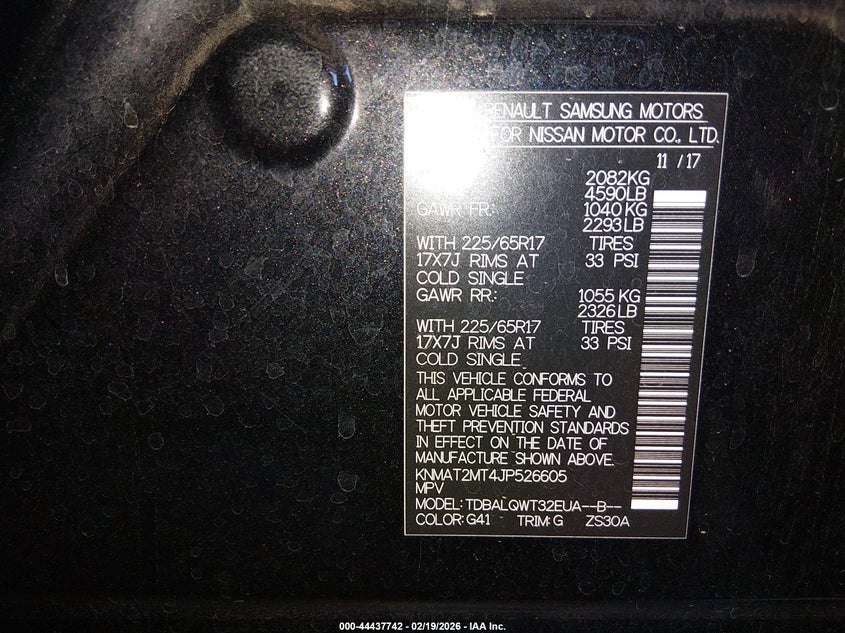 RENAULT SAMSUNG MOTORS
FOR NISSAN MOTOR CO., LTD.
11 / 17
2082KG
4590LB
GAWR FR: 1040 KG
2293 LB
WITH 225/65R17 TIRES
17X7J RIMS AT 33 PSI
COLD SINGLE
GAWR RR: 1055 KG
2326 LB
WITH 225/65R17 TIRES
17X7J RIMS AT 33 PSI
COLD SINGLE
THIS VEHICLE CONFORMS TO
ALL APPLICABLE FEDERAL
MOTOR VEHICLE SAFETY AND
THEFT PREVENTION STANDARDS
IN EFFECT ON THE DATE OF
MANUFACTURE SHOWN ABOVE.
KNMAT2MT4JP526605
MPV
MODEL: TDBALQWT32EUA--B--
COLOR: G41 TRIM: G ZS30A
000-44437742 - 02/19/2026 - IAA Inc.